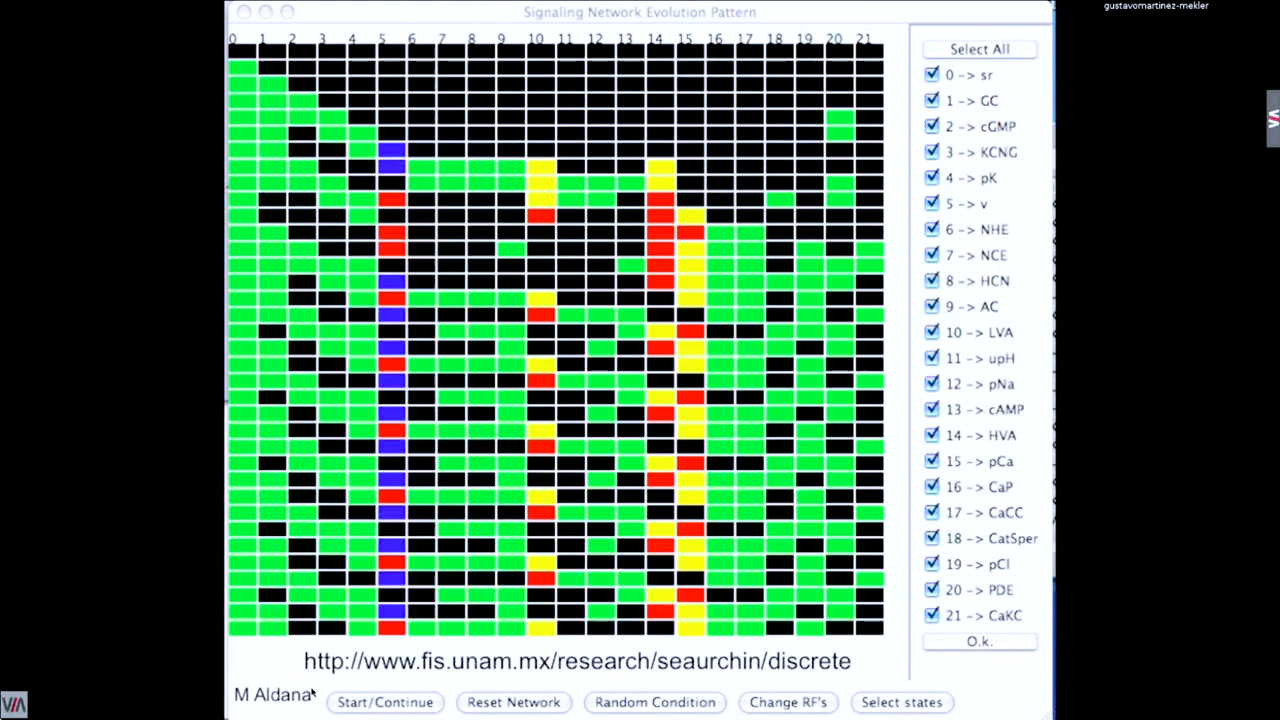 gustavomartinez-mekler
Signaling Network Evolution Pattern
0 1 2 3 4 5 6 7 8 9 10 11 12 13 14 15 16 17 18 19 20 21
Select All
0 -> sr
1 -> GC
2 -> cGMP
3 -> KCNG
4 -> pK
5 -> v
6 -> NHE
7 -> NCE
8 -> HCN
9 -> AC
10 -> LVA
11 -> upH
12 -> pNa
13 -> cAMP
14 -> HVA
15 -> pCa
16 -> CaP
17 -> CaCC
18 -> CatSper
19 -> pCl
20 -> PDE
21 -> CaKC
O.k.
http://www.fis.unam.mx/research/seaurchin/discrete
M Aldana
Start/Continue Reset Network Random Condition Change RF's Select states
VIA